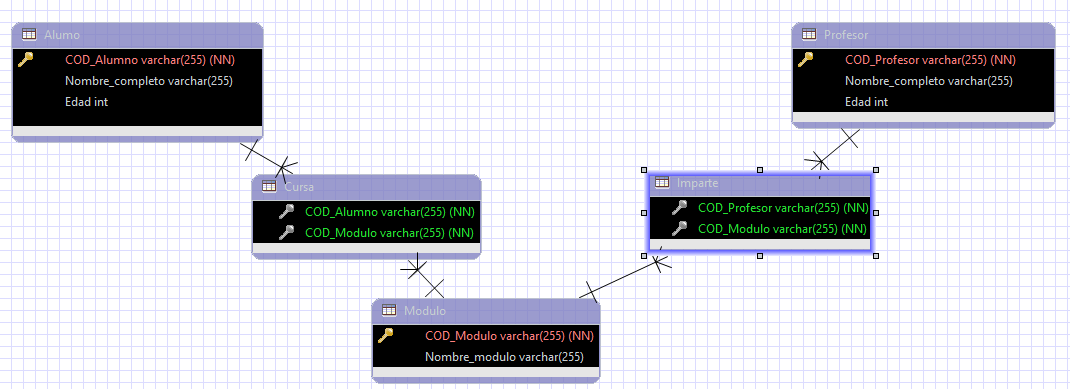 Alumo
COD_Alumno varchar(255) (NN)
Nombre_completo varchar(255)
Edad int
Profesor
COD_Profesor varchar(255) (NN)
Nombre_completo varchar(255)
Edad int
Cursa
COD_Alumno varchar(255) (NN)
COD_Modulo varchar(255) (NN)
Imparte
COD_Profesor varchar(255) (NN)
COD_Modulo varchar(255) (NN)
Modulo
COD_Modulo varchar(255) (NN)
Nombre_modulo varchar(255)